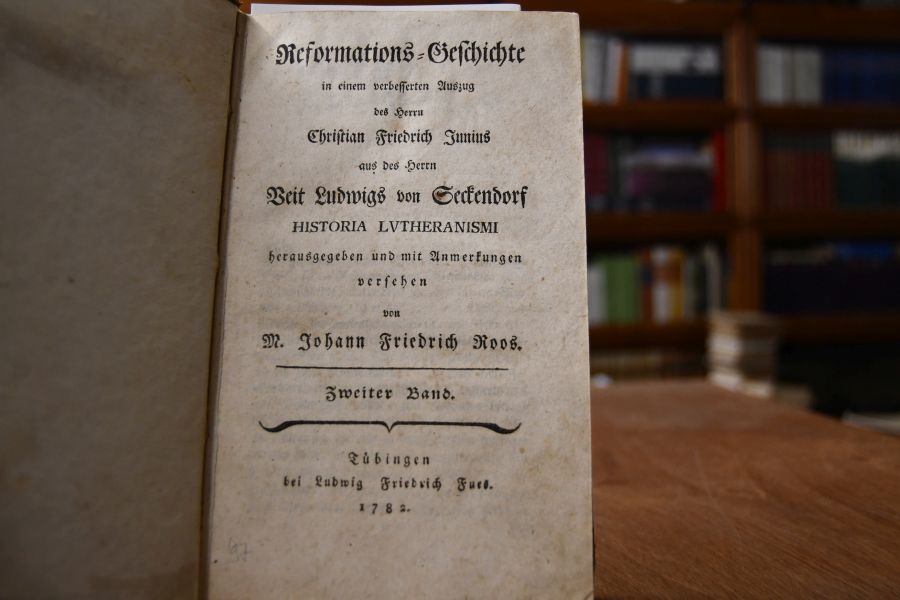 Reformations-Geschichte
in einem verbesserten Auszug
des Herrn
Christian Friedrich Junius
aus des Herrn
Veit Ludwigs von Seckendorf
HISTORIA LVTHERANISMI
herausgegeben und mit Anmerkungen
versehen
von
M. Johann Friedrich Roos.
Zweiter Band.
Tübingen
bei Ludwig Friedrich Fues.
1782.
97